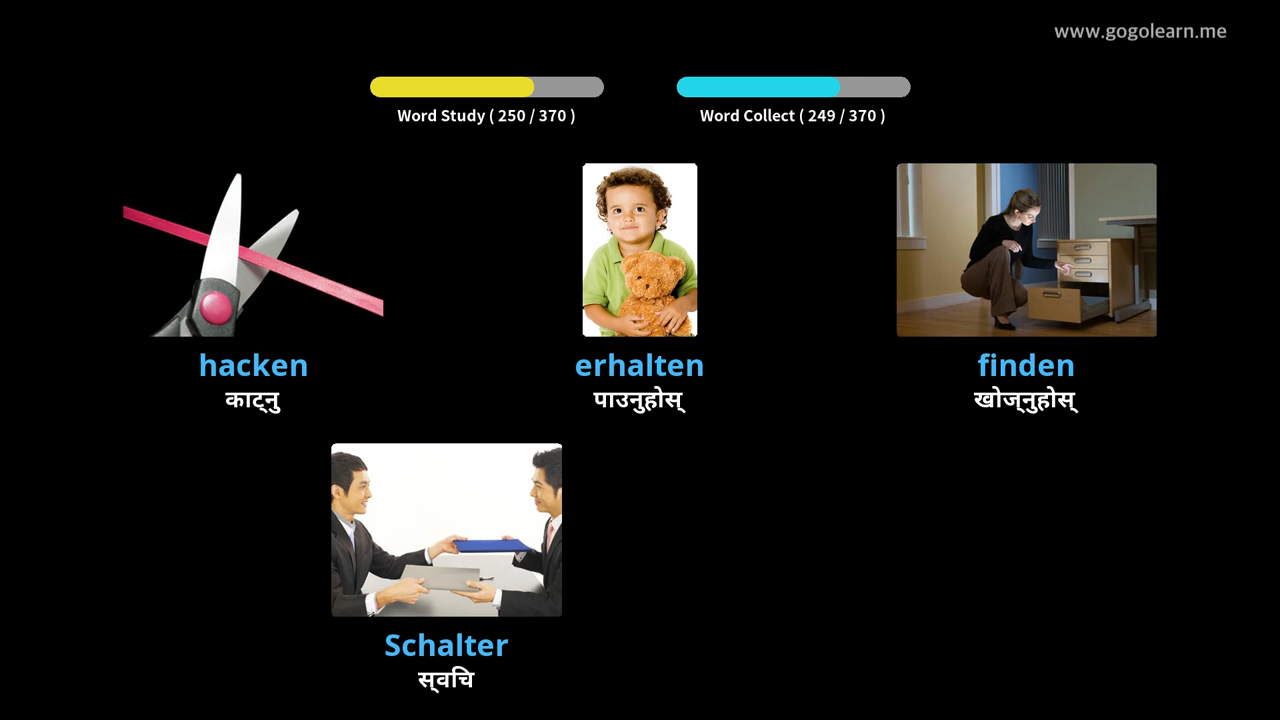 www.gogolearn.me
Word Study ( 250 / 370 )
Word Collect ( 249 / 370 )
hacken
काट्नु
erhalten
पाउनुहोस्
finden
खोज्नुहोस्
Schalter
स्वचि